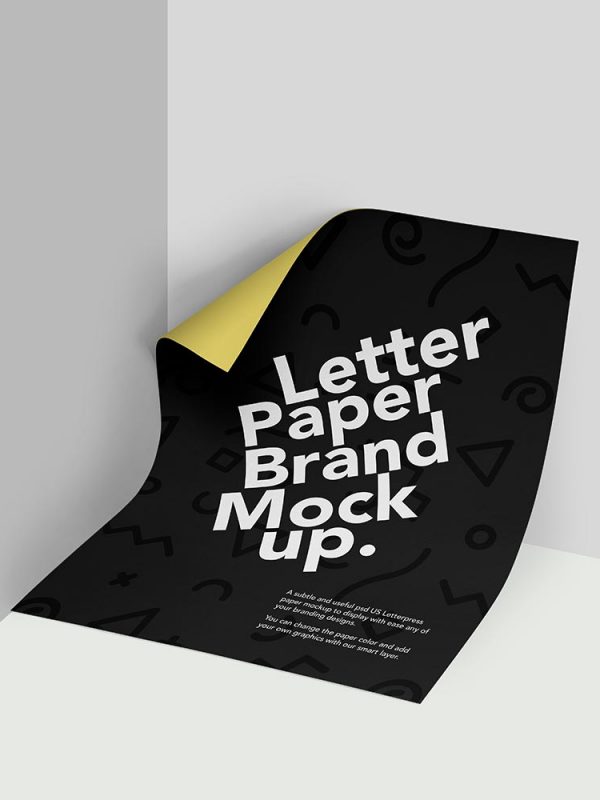 Letter
Paper
Brand
Mock
up.
A subtle and useful psd US Letterpress
paper mockup to display with ease any of
your branding designs.
You can change the paper color and add
your own graphics with our smart layer.